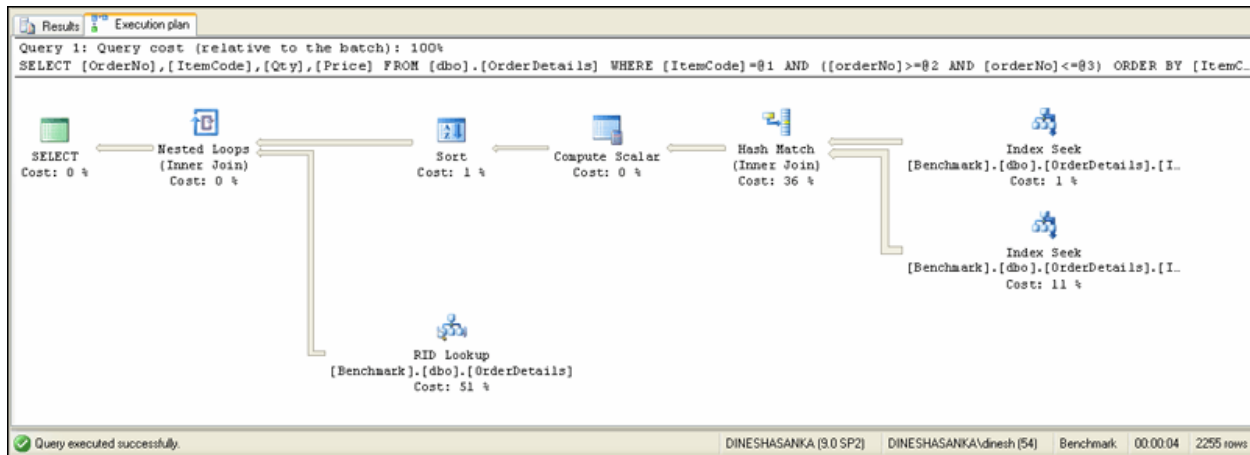 Results
Execution plan
Query 1: Query cost (relative to the batch): 100%
SELECT [OrderNo],[ItemCode],[Qty],[Price] FROM [dbo].[OrderDetails] WHERE [ItemCode]=@1 AND ([orderNo]>=@2 AND [orderNo]<=@3) ORDER BY [ItemC…
SELECT
Cost: 0 %
Nested Loops
(Inner Join)
Cost: 0 %
Sort
Cost: 1 %
Compute Scalar
Cost: 0 %
Hash Match
(Inner Join)
Cost: 36 %
Index Seek
[Benchmark].[dbo].[OrderDetails].[I…
Cost: 1 %
Index Seek
[Benchmark].[dbo].[OrderDetails].[I…
Cost: 11 %
RID Lookup
[Benchmark].[dbo].[OrderDetails]
Cost: 51 %
Query executed successfully.
DINESHASANKA (9.0 SP2)
DINESHASANKA\dinesh (54)
Benchmark
00:00:04
2255 rows